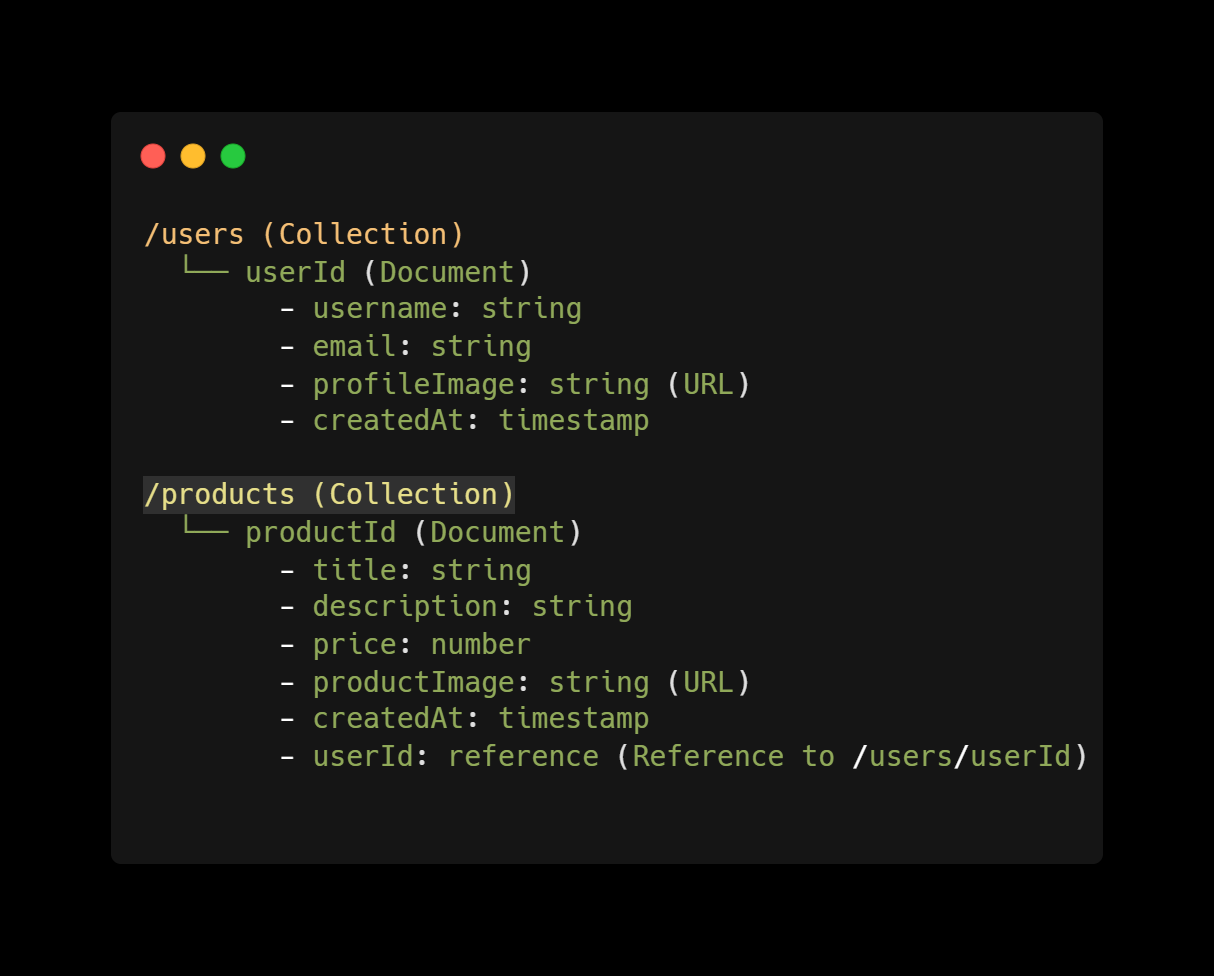 /users (Collection)
└── userId (Document)
- username: string
- email: string
- profileImage: string (URL)
- createdAt: timestamp
/products (Collection)
└── productId (Document)
- title: string
- description: string
- price: number
- productImage: string (URL)
- createdAt: timestamp
- userId: reference (Reference to /users/userId)